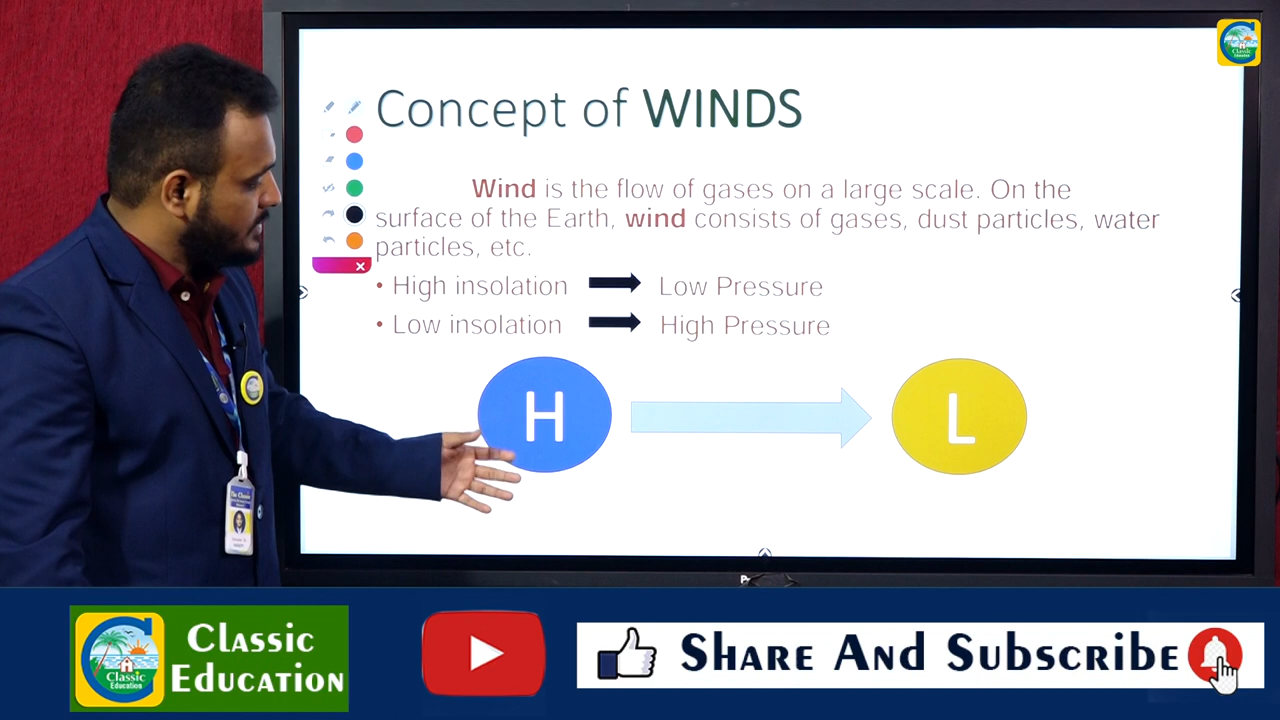 Concept of WINDS
Wind is the flow of gases on a large scale. On the
surface of the Earth, wind consists of gases, dust particles, water
particles, etc.
• High insolation Low Pressure
• Low insolation High Pressure
H L
Classic
Education
Classic
Education
Share And Subscribe